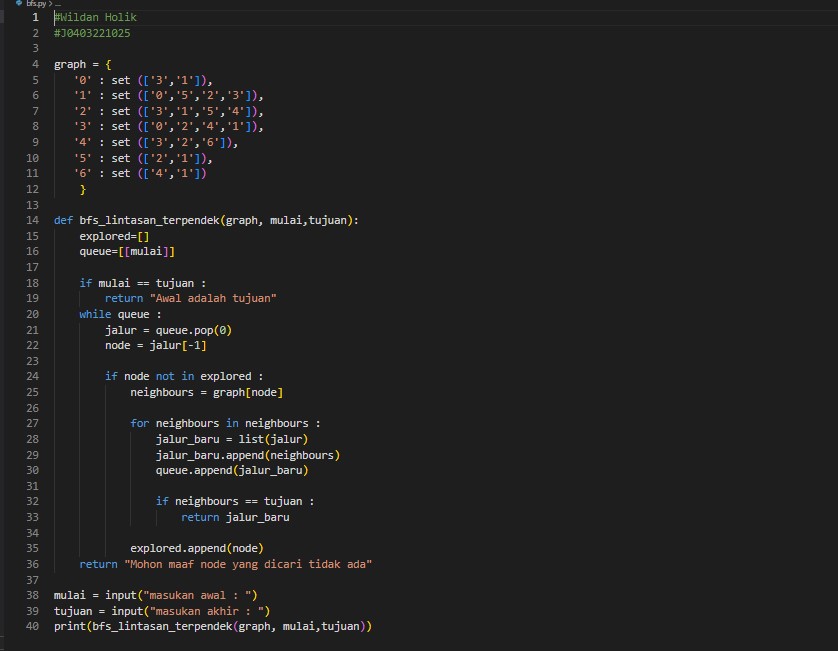 bfs.py > ...
1 #Wildan Holik
2 #J0403221025
3
4 graph = {
5    '0' : set (['3','1']),
6    '1' : set (['0','5','2','3']),
7    '2' : set (['3','1','5','4']),
8    '3' : set (['0','2','4','1']),
9    '4' : set (['3','2','6']),
10    '5' : set (['2','1']),
11    '6' : set (['4','1'])
12     }
13
14 def bfs_lintasan_terpendek(graph, mulai,tujuan):
15     explored=[]
16     queue=[[mulai]]
17
18     if mulai == tujuan :
19         return "Awal adalah tujuan"
20     while queue :
21         jalur = queue.pop(0)
22         node = jalur[-1]
23
24         if node not in explored :
25             neighbours = graph[node]
26
27             for neighbours in neighbours :
28                 jalur_baru = list(jalur)
29                 jalur_baru.append(neighbours)
30                 queue.append(jalur_baru)
31
32                 if neighbours == tujuan :
33                     return jalur_baru
34
35             explored.append(node)
36     return "Mohon maaf node yang dicari tidak ada"
37
38 mulai = input("masukan awal : ")
39 tujuan = input("masukan akhir : ")
40 print(bfs_lintasan_terpendek(graph, mulai,tujuan))